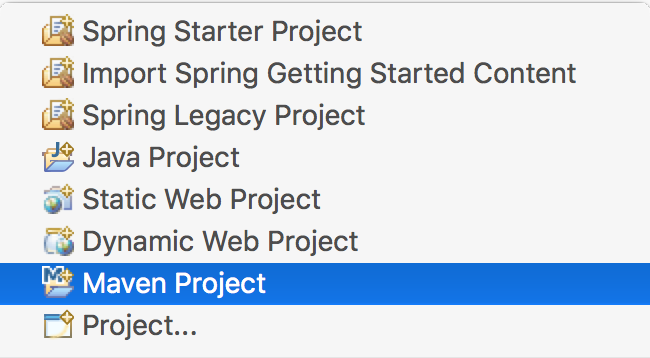 Spring Starter Project
Import Spring Getting Started Content
Spring Legacy Project
Java Project
Static Web Project
Dynamic Web Project
Maven Project
Project...